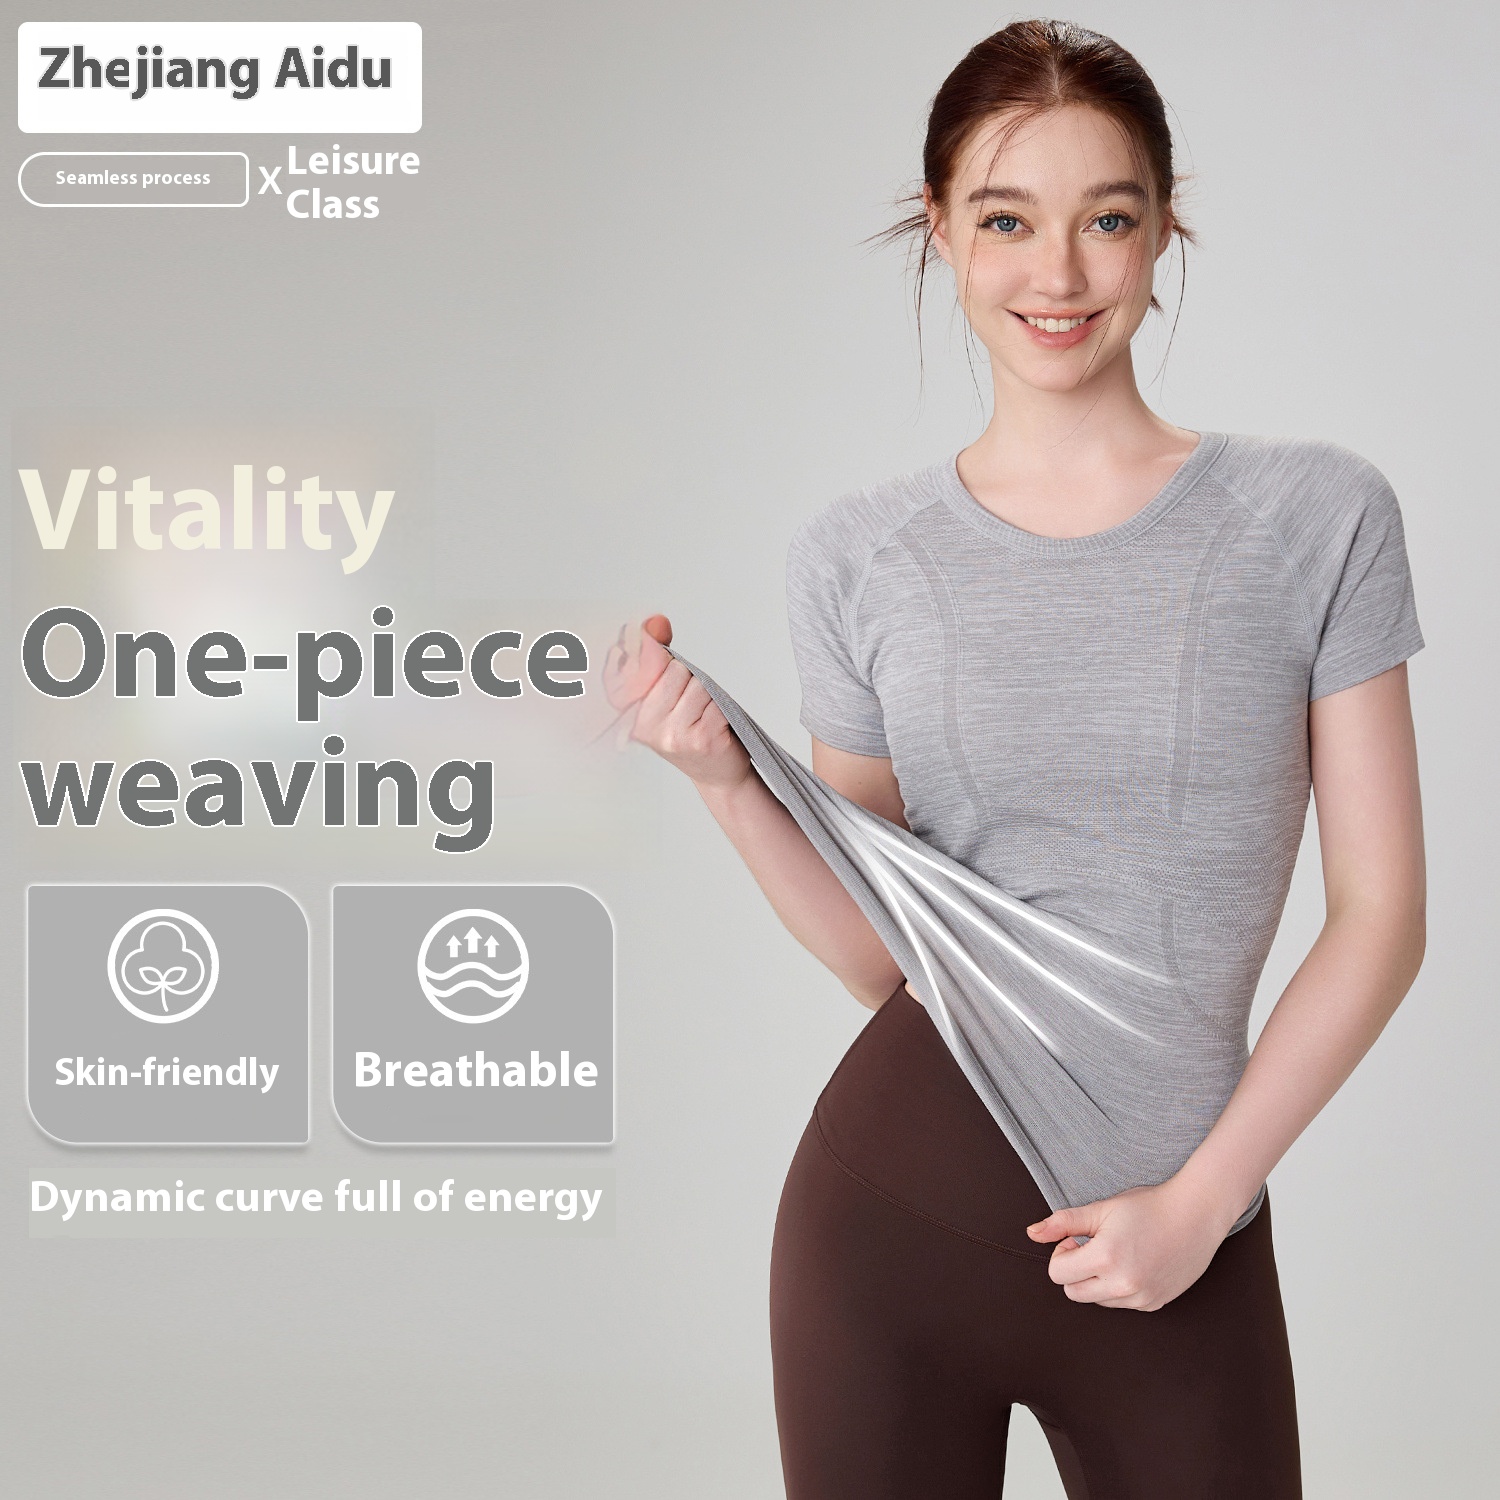 Zhejiang Aidu
Seamless process
X
Leisure
Class
Vitality
One-piece
weaving
Skin-friendly
Breathable
Dynamic curve full of energy